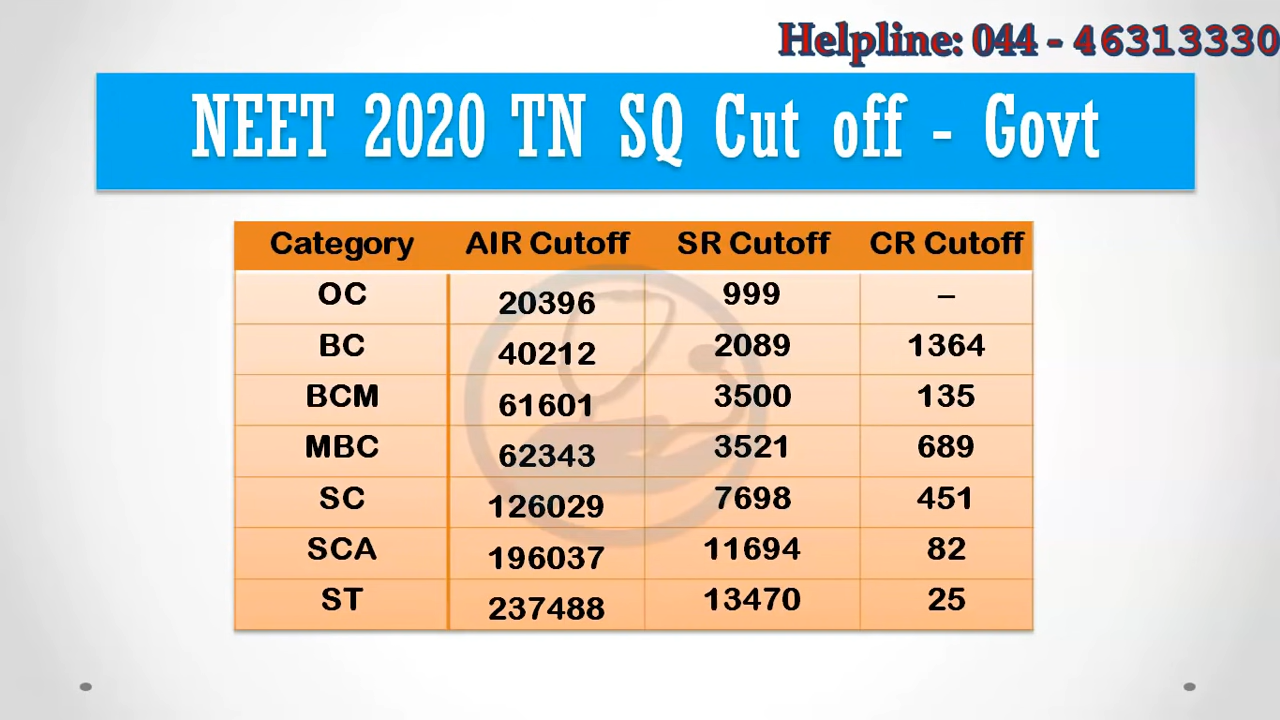 Helpline: 044 - 46313330
NEET 2020 TN SQ Cut off - Govt
Category AIR Cutoff SR Cutoff CR Cutoff
OC 20396 999 –
BC 40212 2089 1364
BCM 61601 3500 135
MBC 62343 3521 689
SC 126029 7698 451
SCA 196037 11694 82
ST 237488 13470 25